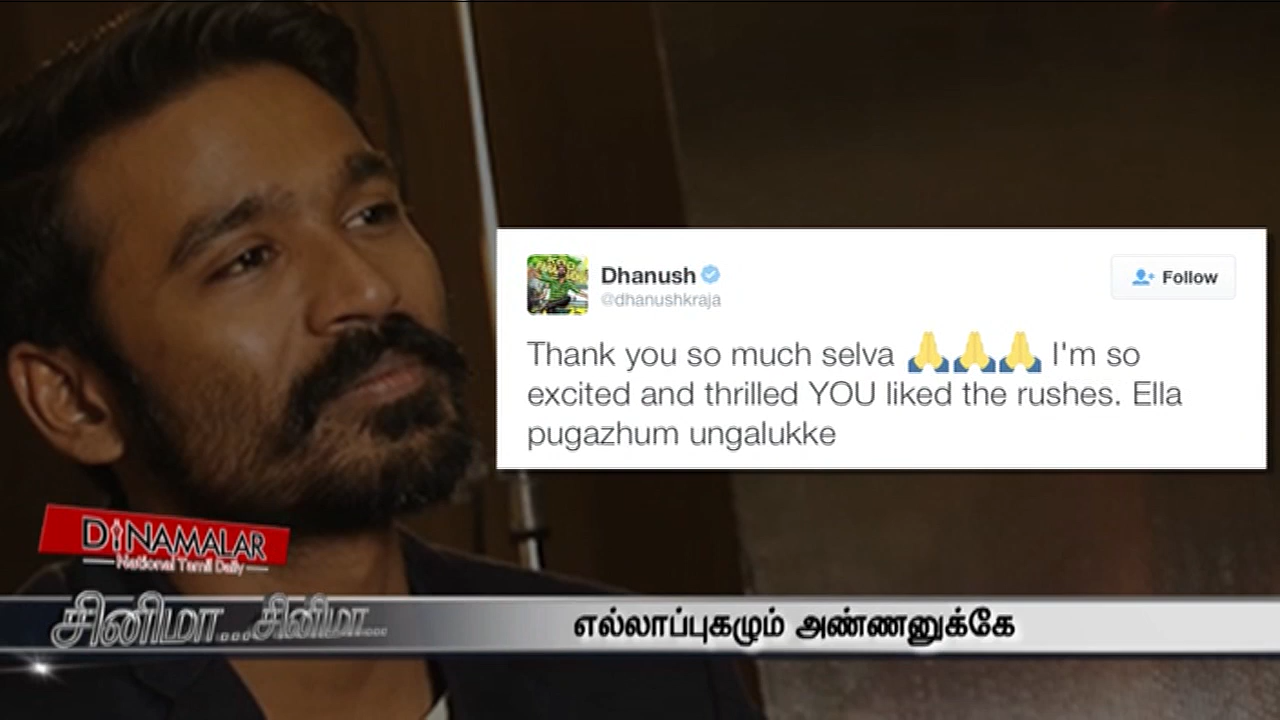 Dhanush
@dhanushkraja
Follow
Thank you so much selva 🙏🙏🙏 I'm so
excited and thrilled YOU liked the rushes. Ella
pugazhum ungalukke
DINAMALAR
National Tamil Daily
சினிமா...சினிமா...
எல்லாப்புகழும் அண்ணனுக்கே